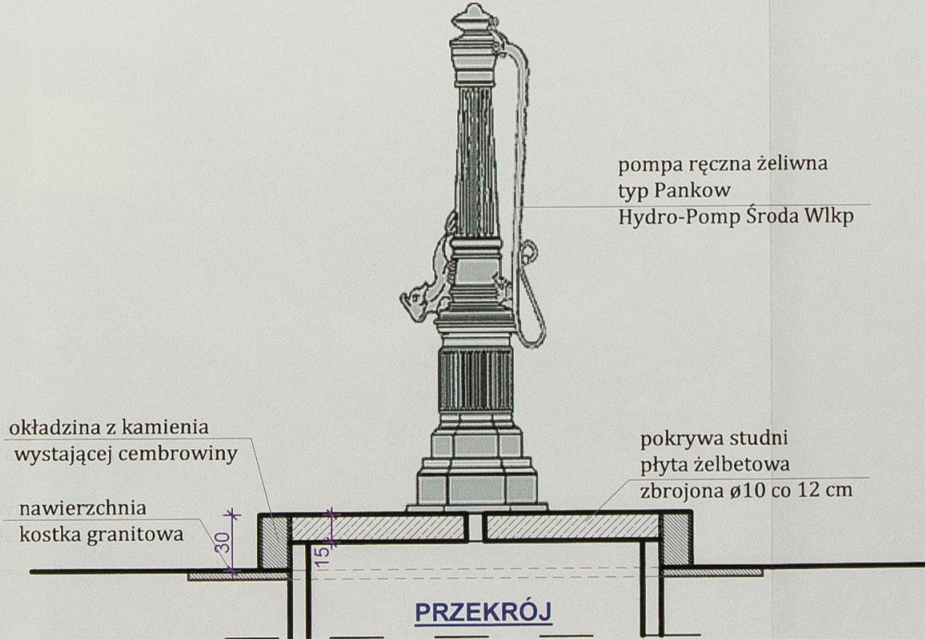 pompa ręczna żeliwna
typ Pankow
Hydro-Pomp Środa Wlkp
okładzina z kamienia
wystającej cembrowiny
pokrywa studni
płyta żelbetowa
zbrojona ø10 co 12 cm
nawierzchnia
kostka granitowa
30
15
PRZEKRÓJ